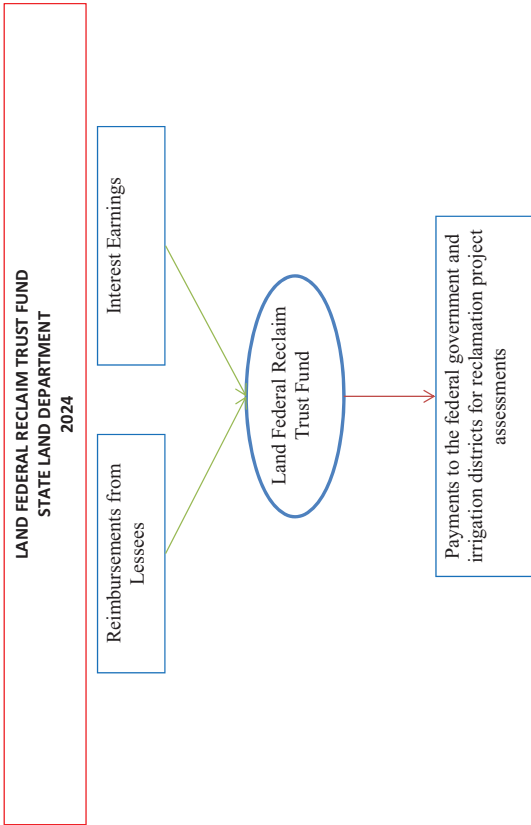 LAND FEDERAL RECLAIM TRUST FUND
STATE LAND DEPARTMENT
2024
Reimbursements from
Lessees
Interest Earnings
Land Federal Reclaim
Trust Fund
Payments to the federal government and
irrigation districts for reclamation project
assessments